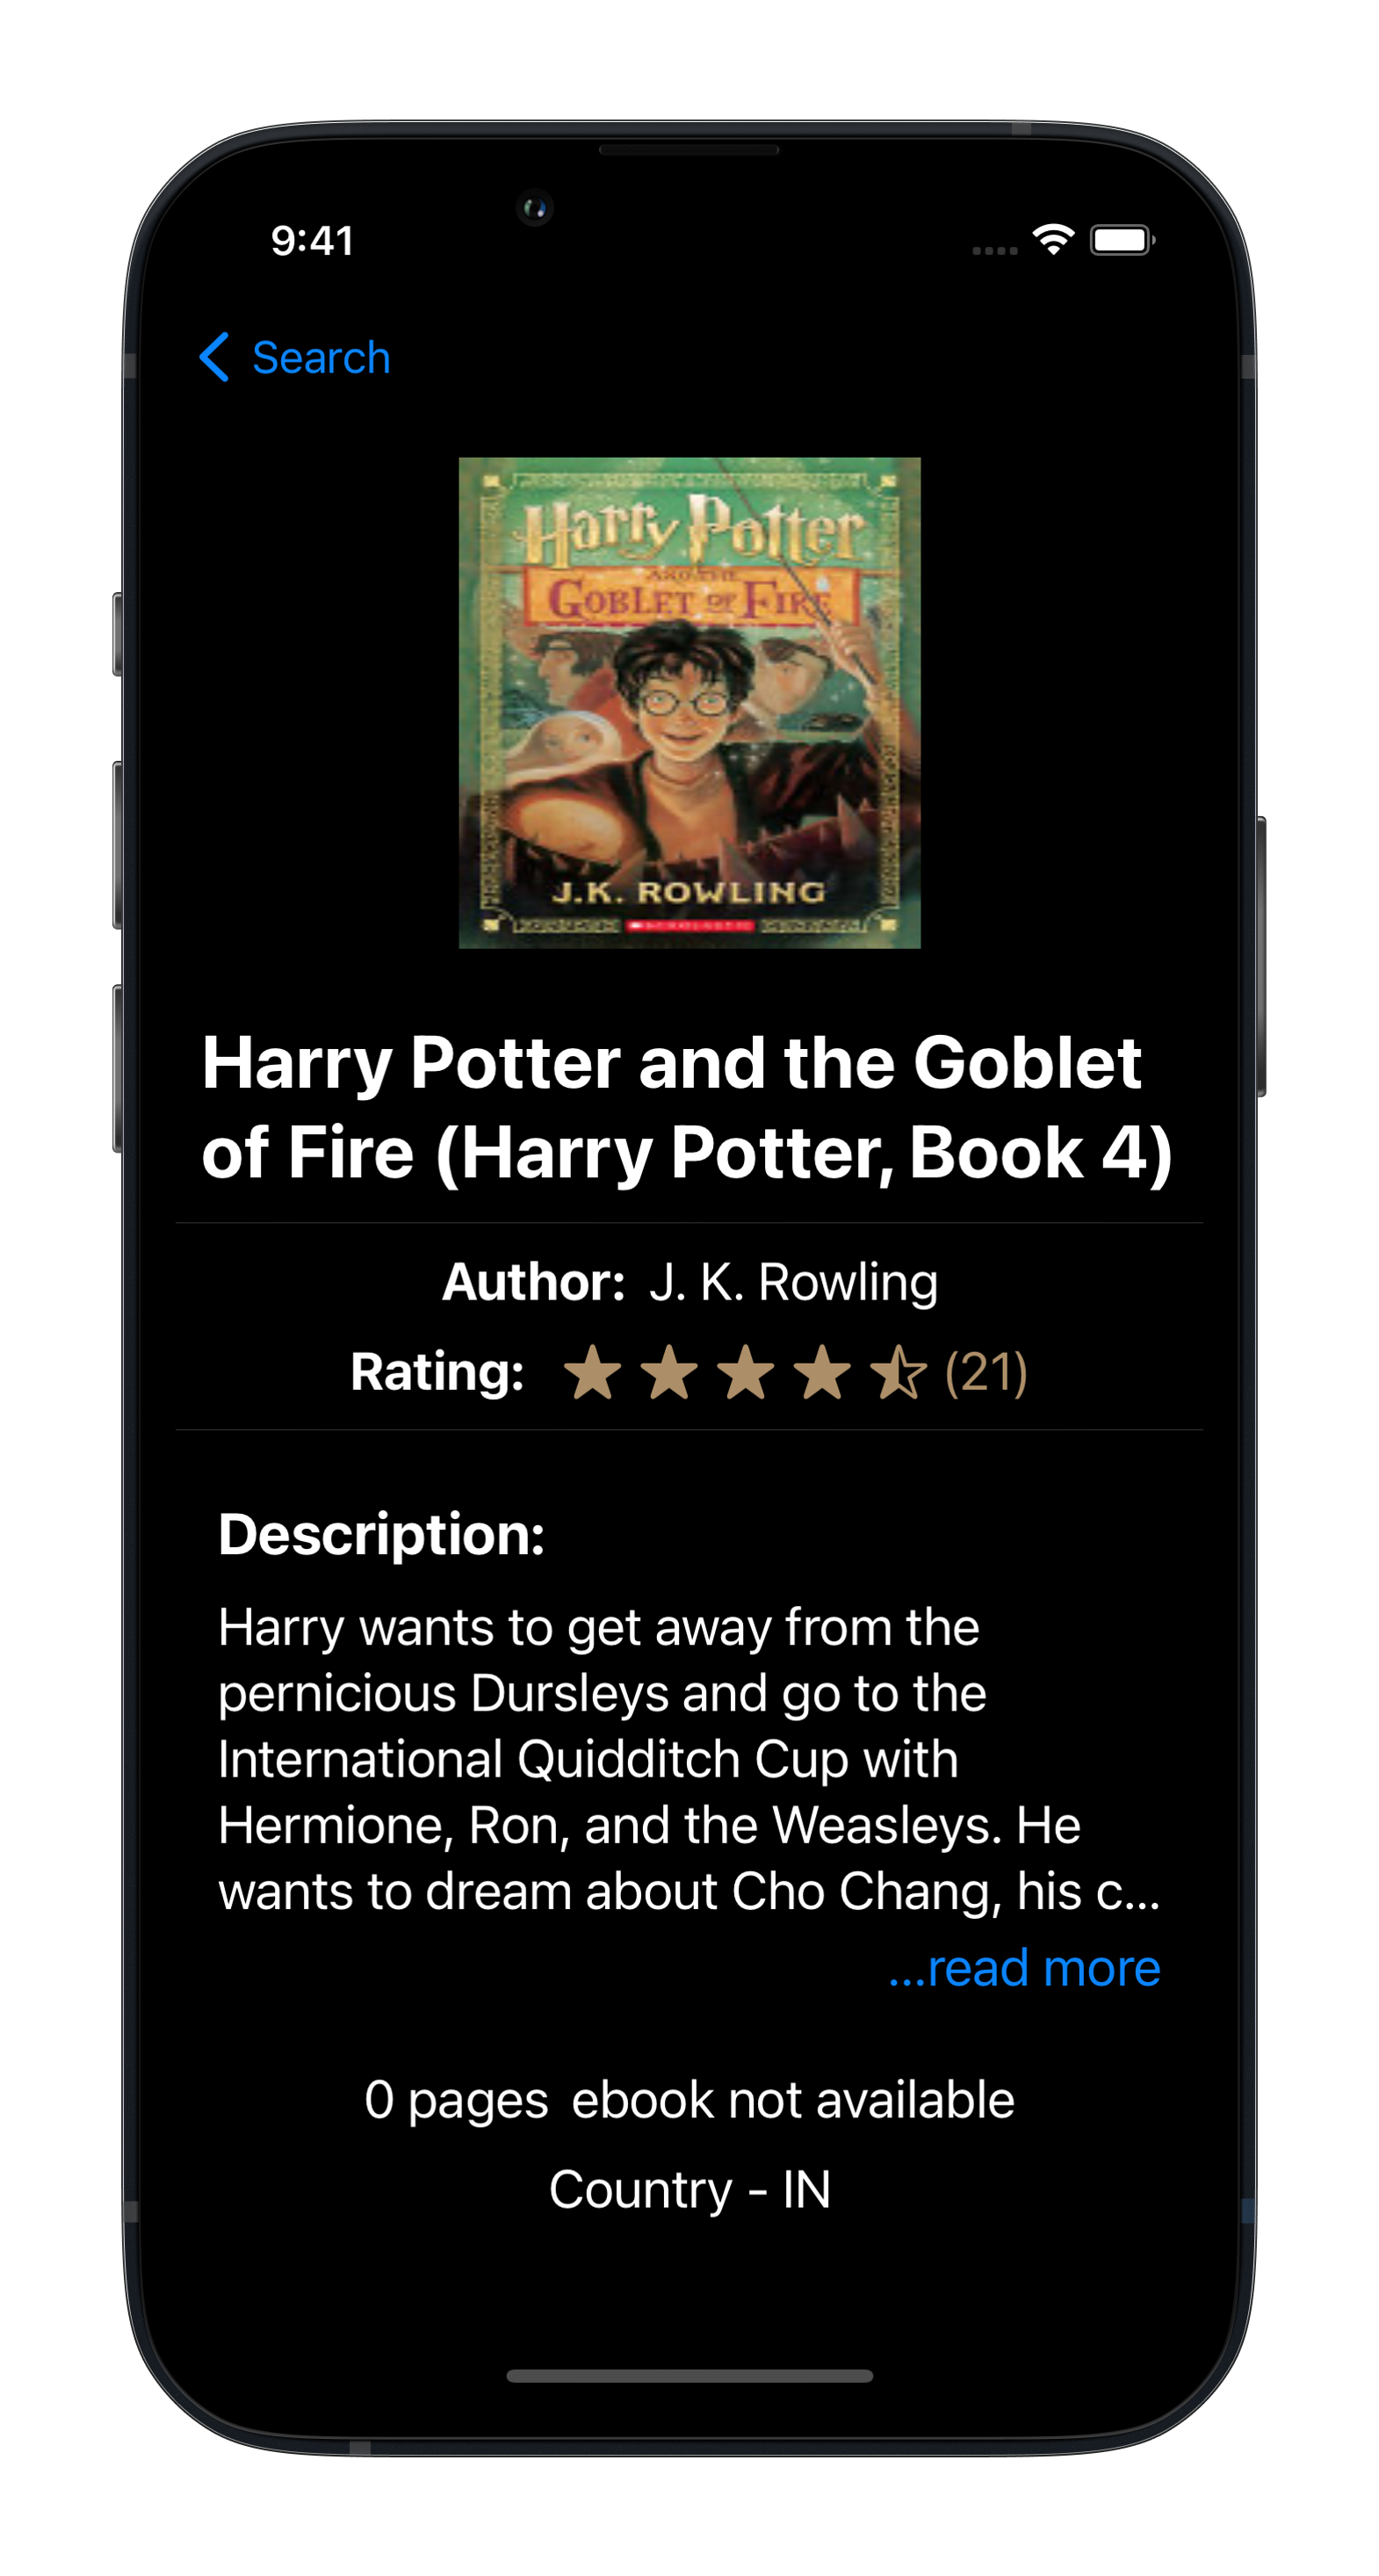 9:41
Search
Harry Potter
AND THE
GOBLET OF FIRE
J.K. ROWLING
SCHOLASTIC
Harry Potter and the Goblet
of Fire (Harry Potter, Book 4)
Author: J. K. Rowling
Rating: (21)
Description:
Harry wants to get away from the
pernicious Dursleys and go to the
International Quidditch Cup with
Hermione, Ron, and the Weasleys. He
wants to dream about Cho Chang, his c...
...read more
0 pages ebook not available
Country - IN